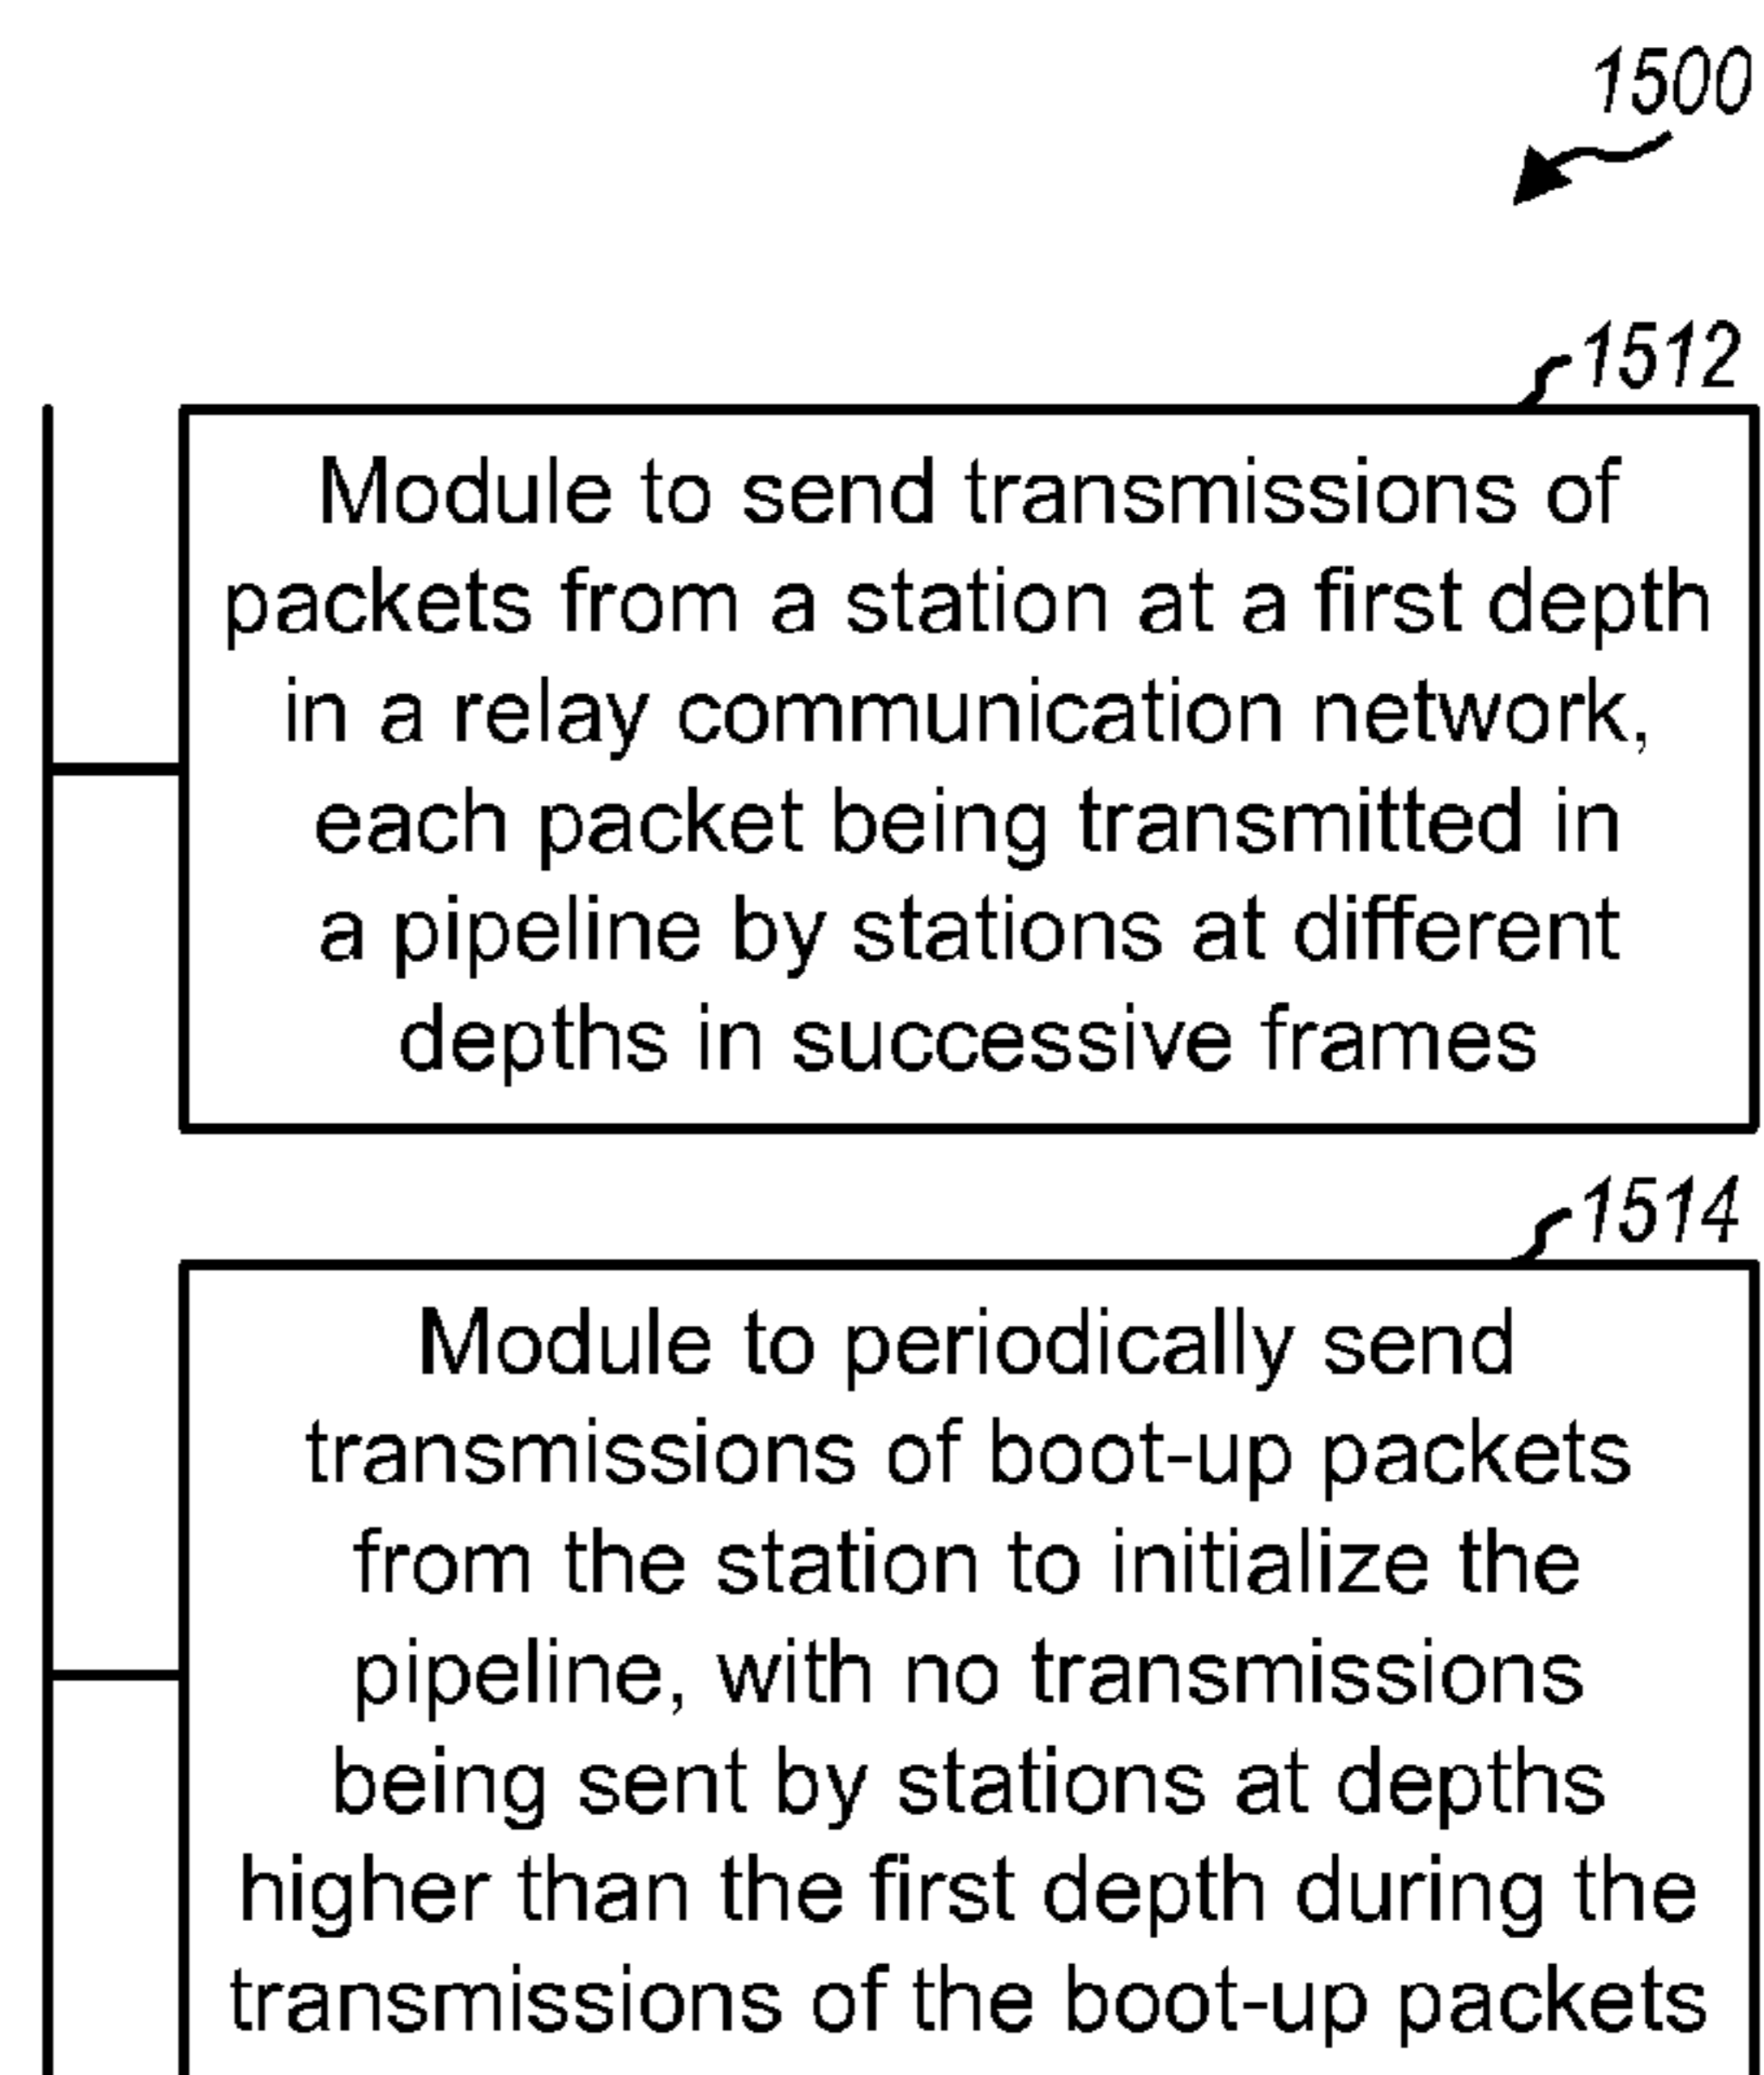 1500
1512
Module to send transmissions of
packets from a station at a first depth
in a relay communication network,
each packet being transmitted in
a pipeline by stations at different
depths in successive frames
1514
Module to periodically send
transmissions of boot-up packets
from the station to initialize the
pipeline, with no transmissions
being sent by stations at depths
higher than the first depth during the
transmissions of the boot-up packets